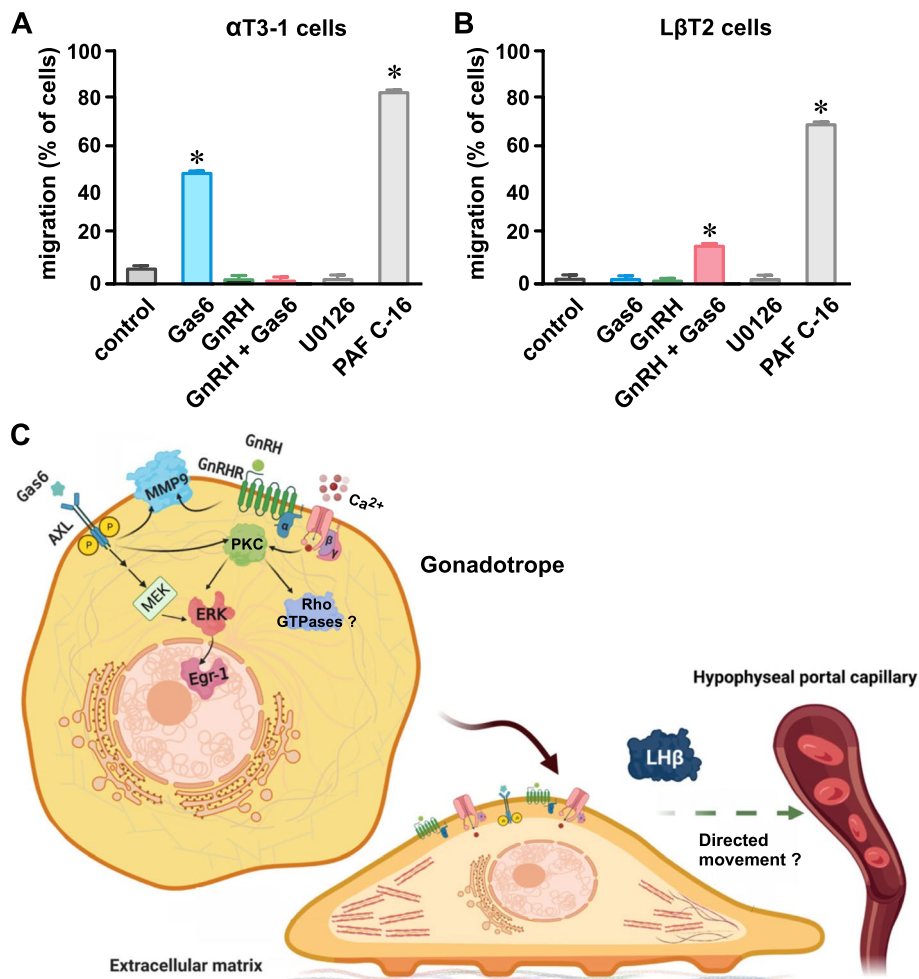 A
αT3-1 cells
migration (% of cells)
100
80
60
40
20
0
control
Gas6
GnRH
GnRH + Gas6
U0126
PAF C-16
*
*
B
LβT2 cells
migration (% of cells)
100
80
60
40
20
0
control
Gas6
GnRH
GnRH + Gas6
U0126
PAF C-16
*
*
C
Gas6
AXL
P
P
MMP9
GnRH
GnRHR
α
Ca2+
β
γ
PKC
MEK
ERK
Rho
GTPases ?
Egr-1
Gonadotrope
Hypophyseal portal capillary
LHβ
Directed
movement ?
Extracellular matrix